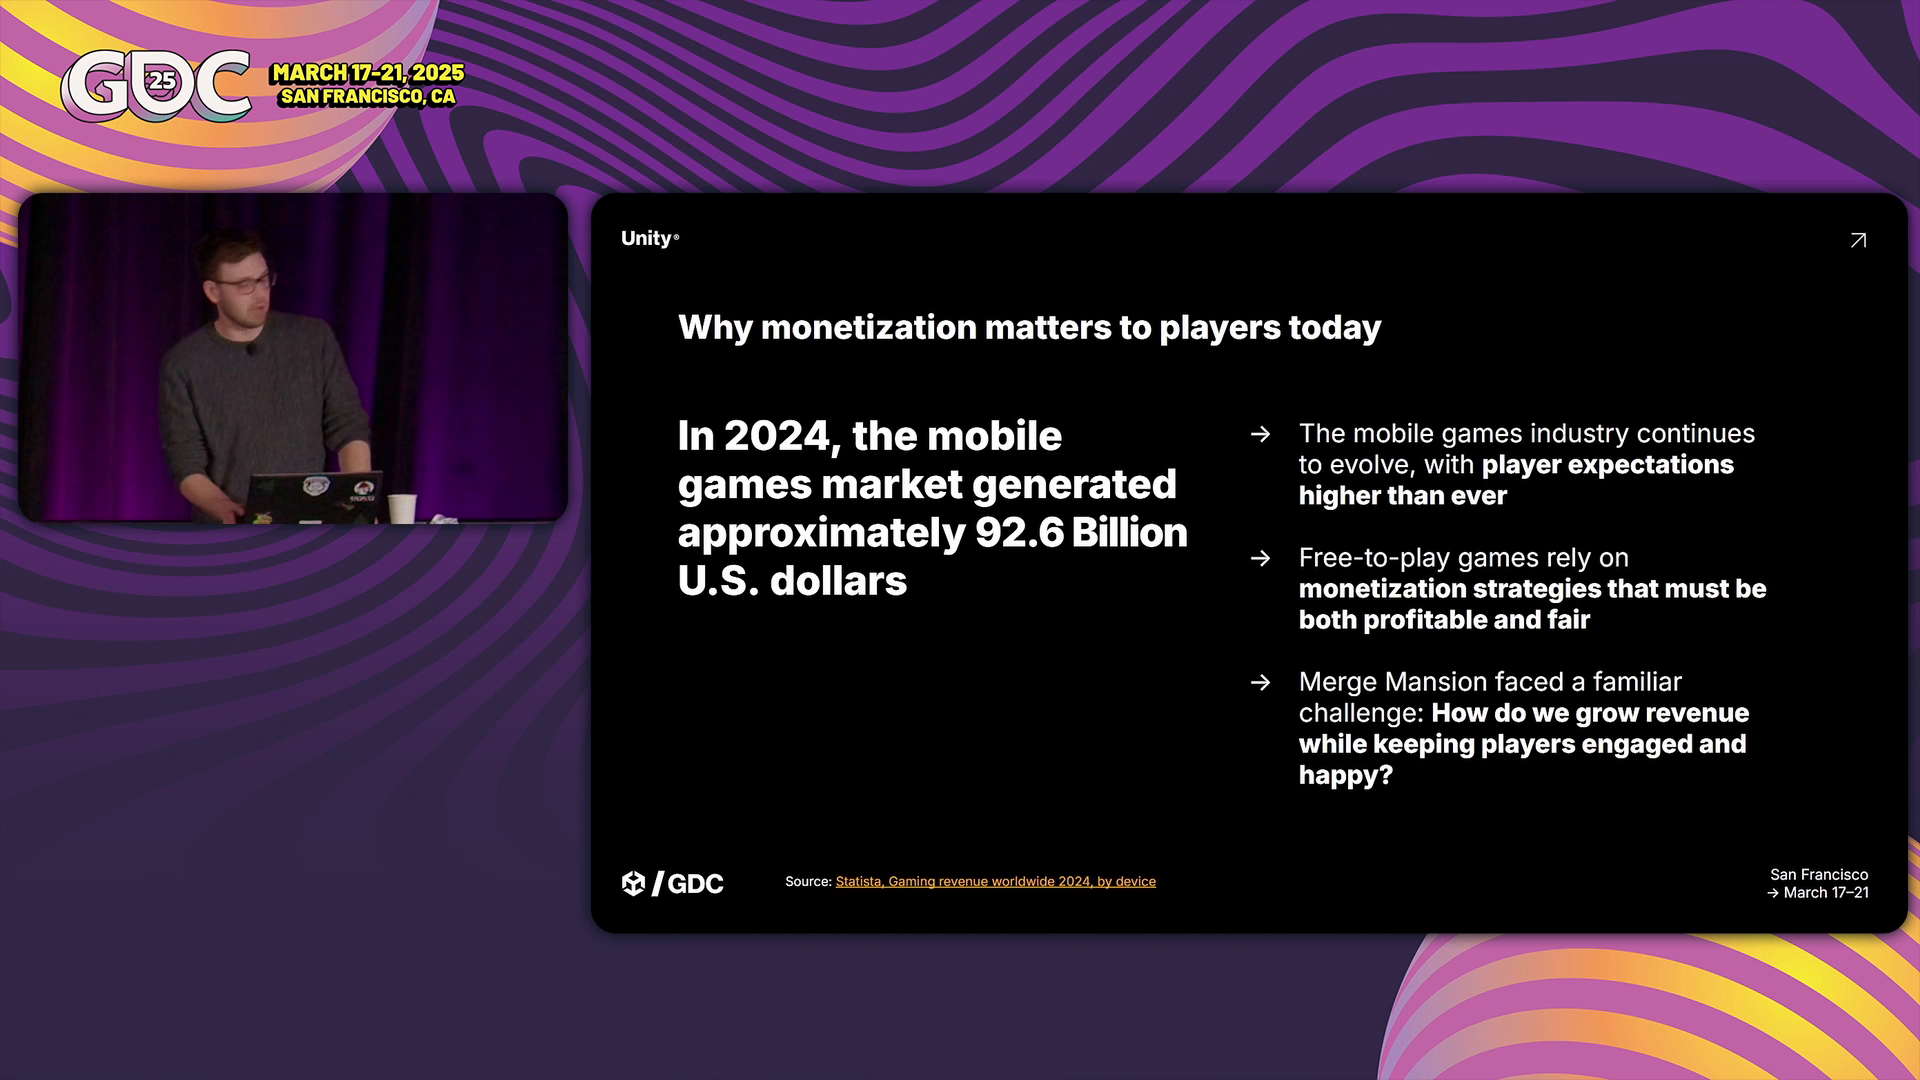 GDC
'25
MARCH 17-21, 2025
SAN FRANCISCO, CA
Unity®
Why monetization matters to players today
In 2024, the mobile
games market generated
approximately 92.6 Billion
U.S. dollars
→ The mobile games industry continues
to evolve, with player expectations
higher than ever
→ Free-to-play games rely on
monetization strategies that must be
both profitable and fair
→ Merge Mansion faced a familiar
challenge: How do we grow revenue
while keeping players engaged and
happy?
/GDC
Source: Statista, Gaming revenue worldwide 2024, by device
San Francisco
→ March 17–21